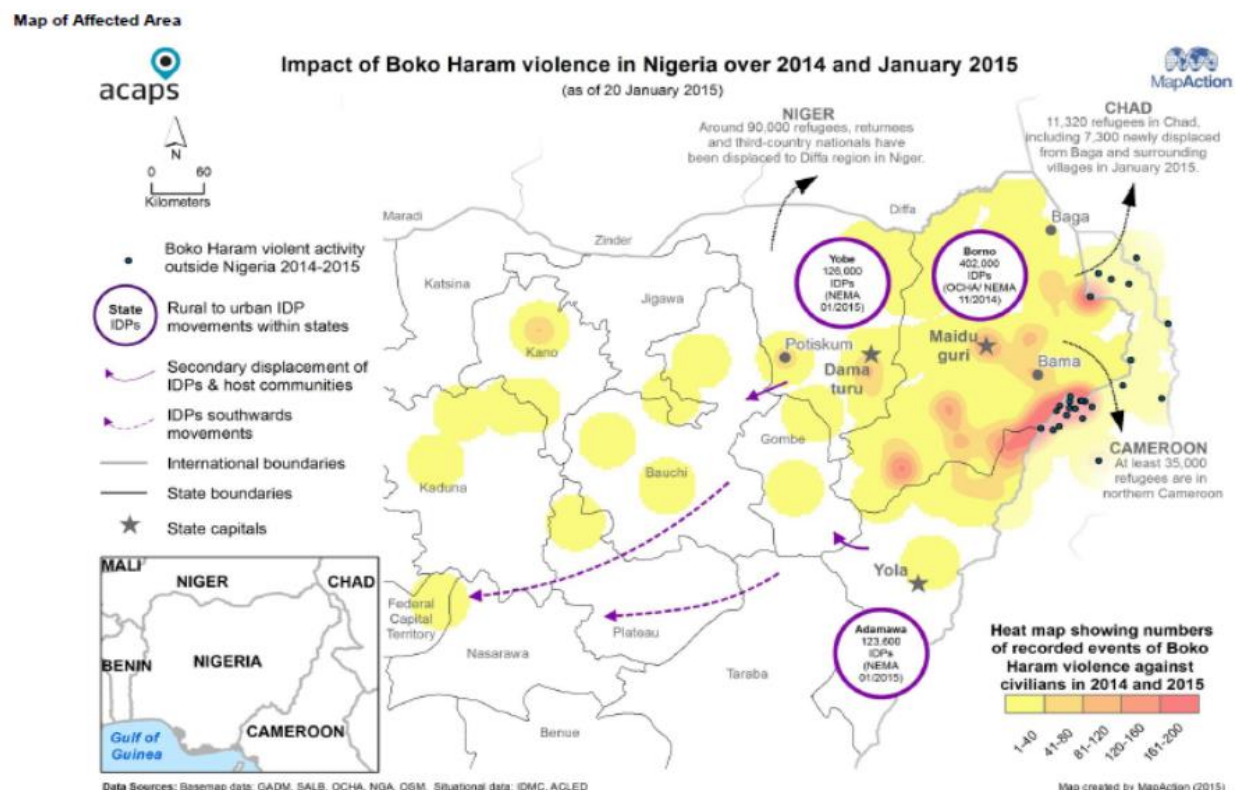 Map of Affected Area
acaps
Impact of Boko Haram violence in Nigeria over 2014 and January 2015
(as of 20 January 2015)
MapAction
N
0 60
Kilometers
Boko Haram violent activity
outside Nigeria 2014-2015
State
IDPs
Rural to urban IDP
movements within states
Secondary displacement of
IDPs & host communities
IDPs southwards
movements
International boundaries
State boundaries
State capitals
NIGER
Around 90,000 refugees, returnees
and third-country nationals have
been displaced to Diffa region in Niger.
CHAD
11,320 refugees in Chad,
including 7,300 newly displaced
from Baga and surrounding
villages in January 2015.
Maradi
Zinder
Diffa
Baga
Katsina
Jigawa
Yobe
126,000
IDPs
(NEMA
01/2015)
Borno
402,000
IDPs
(OCHA/ NEMA
11/2014)
Kano
Potiskum
Dama
turu
Maidu
guri
Bama
Gombe
Bauchi
Kaduna
CAMEROON
At least 35,000
refugees are in
northern Cameroon
Yola
Federal
Capital
Territory
Plateau
Nasarawa
Taraba
Benue
Adamawa
123,600
IDPs
(NEMA
01/2015)
MALI
NIGER
CHAD
BENIN
NIGERIA
CAMEROON
Gulf of
Guinea
Heat map showing numbers
of recorded events of Boko
Haram violence against
civilians in 2014 and 2015
1-40
41-80
81-120
120-160
161-200
Data Sources: Basemap data: GADM, SALB, OCHA, NGA, OSM. Situational data: IDMC, ACLED
Map created by MapAction (2015)